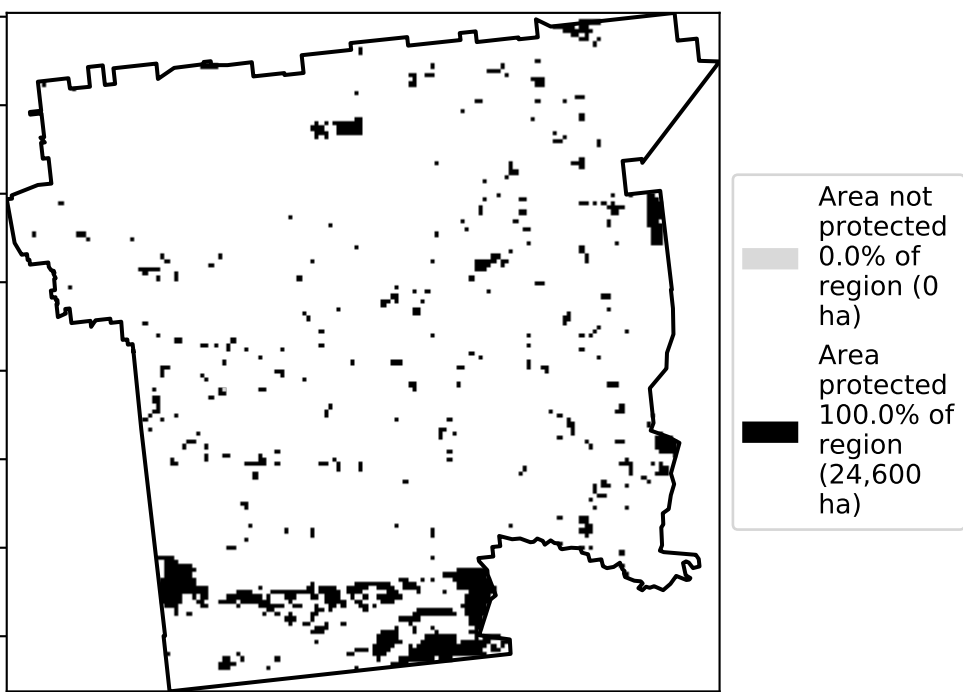 Area not
protected
0.0% of
region (0
ha)
Area
protected
100.0% of
region
(24,600
ha)